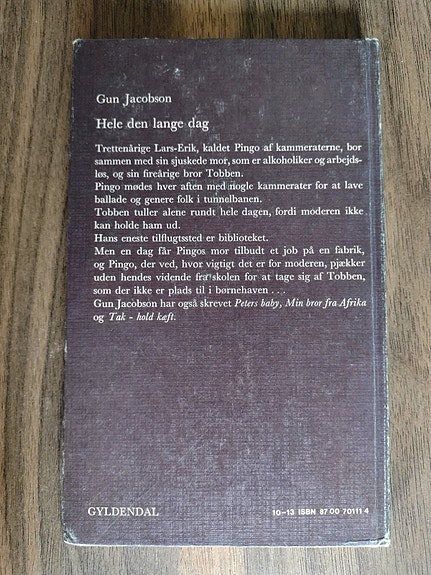 Gun Jacobson
Hele den lange dag
Trettenårige Lars-Erik, kaldet Pingo af kammeraterne, bor
sammen med sin sjuskede mor, som er alkoholiker og arbejds-
løs, og sin fireårige bror Tobben.
Pingo mødes hver aften med nogle kammerater for at lave
ballade og genere folk i tunnelbanen.
Tobben tuller alene rundt hele dagen, fordi moderen ikke
kan holde ham ud.
Hans eneste tilflugtssted er biblioteket.
Men en dag får Pingos mor tilbudt et job på en fabrik,
og Pingo, der ved, hvor vigtigt det er for moderen, pjækker
uden hendes vidende fra skolen for at tage sig af Tobben,
som der ikke er plads til i børnehaven . . .
Gun Jacobson har også skrevet Peters baby, Min bror fra Afrika
og Tak - hold kæft.
GYLDENDAL
10-13 ISBN 87 00 70111 4